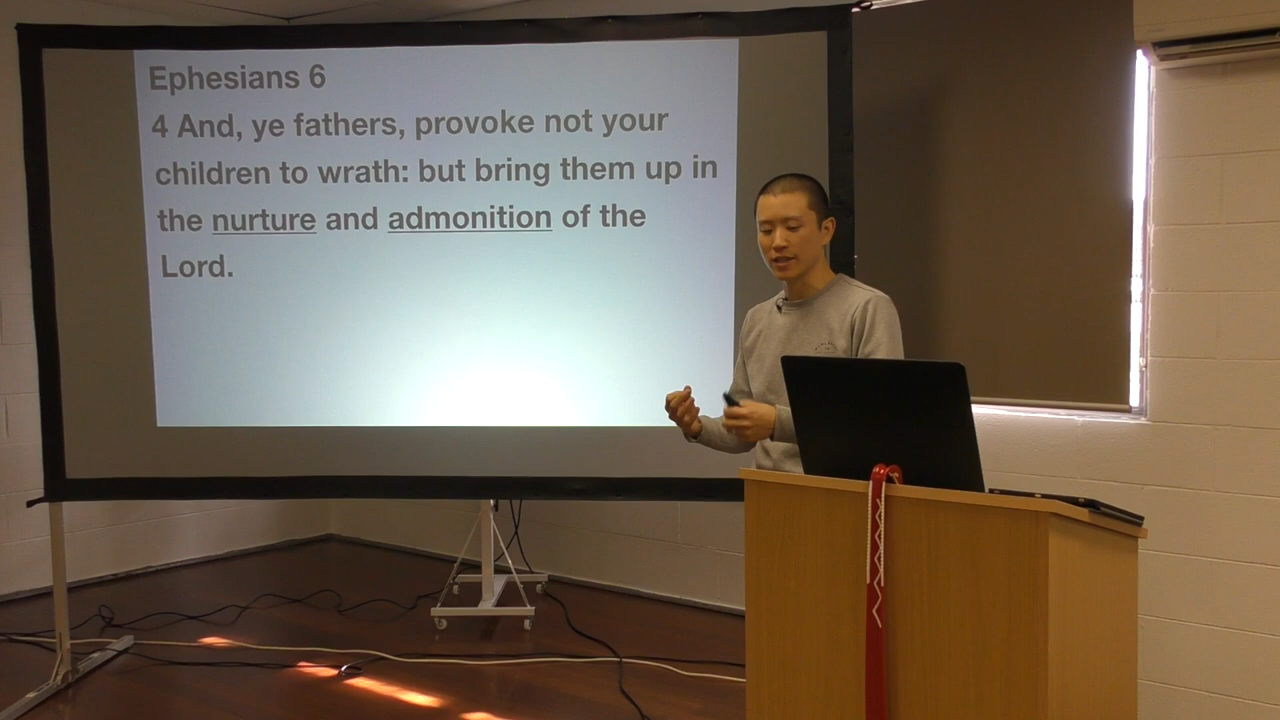 Ephesians 6
4 And, ye fathers, provoke not your
children to wrath: but bring them up in
the nurture and admonition of the
Lord.